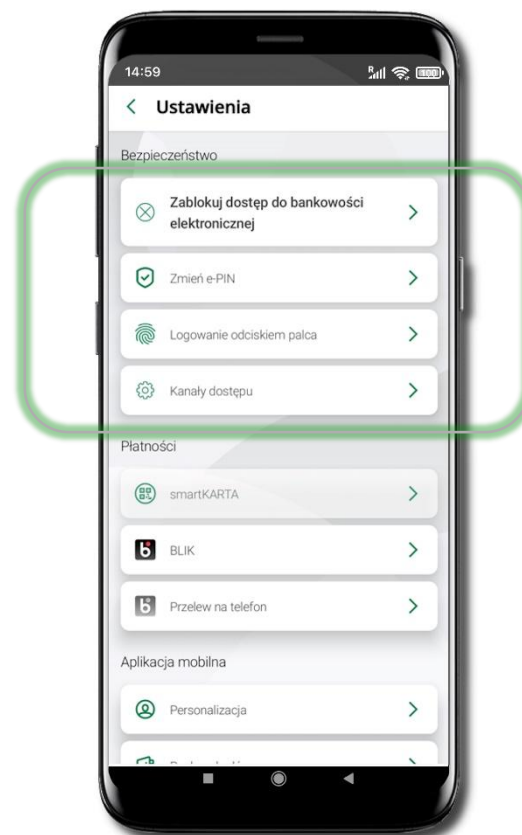 14:59
Ustawienia
Bezpieczeństwo
Zablokuj dostęp do bankowości
elektronicznej
Zmień e-PIN
Logowanie odciskiem palca
Kanały dostępu
Płatności
smartKARTA
BLIK
Przelew na telefon
Aplikacja mobilna
Personalizacja